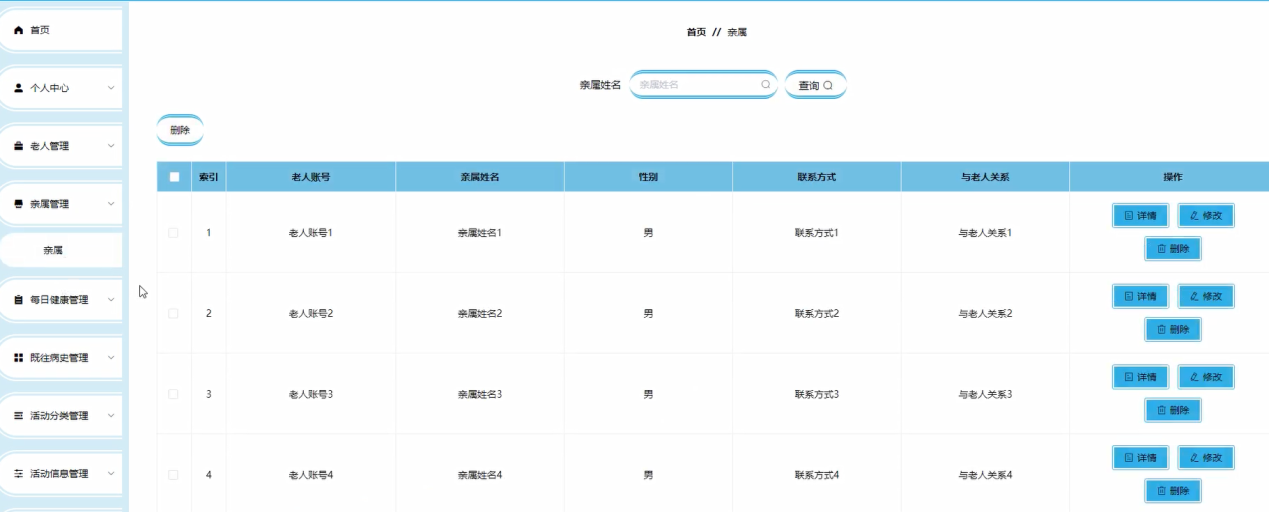 首页
个人中心
老人管理
亲属管理
亲属
每日健康管理
既往病史管理
活动分类管理
活动信息管理
首页 // 亲属
亲属姓名 亲属姓名 查询
删除
索引 老人账号 亲属姓名 性别 联系方式 与老人关系 操作
1 老人账号1 亲属姓名1 男 联系方式1 与老人关系1 详情 修改
删除
2 老人账号2 亲属姓名2 男 联系方式2 与老人关系2 详情 修改
删除
3 老人账号3 亲属姓名3 男 联系方式3 与老人关系3 详情 修改
删除
4 老人账号4 亲属姓名4 男 联系方式4 与老人关系4 详情 修改
删除